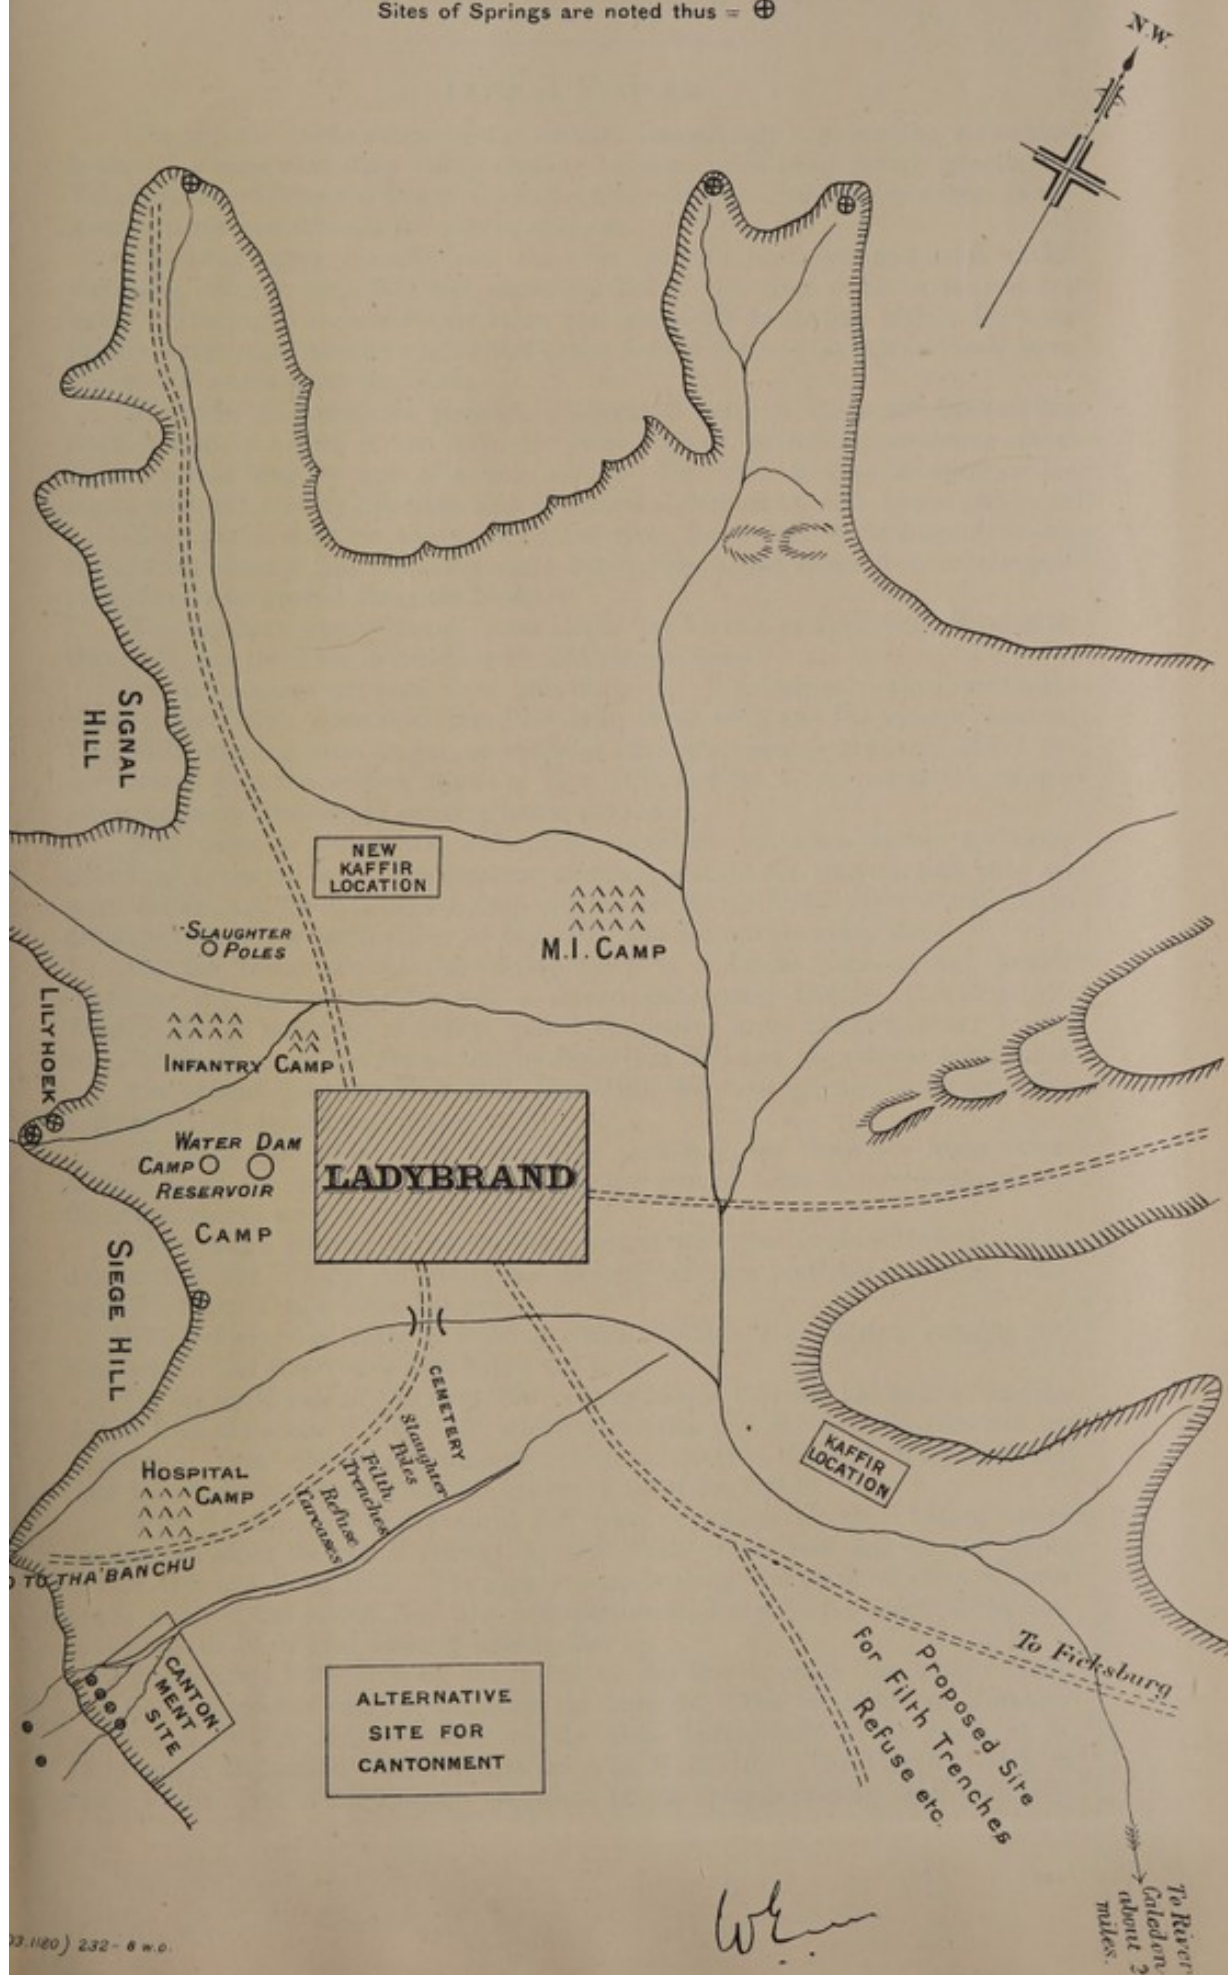 Sites of Springs are noted thus = ⊕
N.W.
SIGNAL
HILL
NEW
KAFFIR
LOCATION
SLAUGHTER
POLES
M.I. CAMP
LILYHOEK
INFANTRY CAMP
WATER DAM
CAMP
RESERVOIR
CAMP
LADYBRAND
SIEGE HILL
CEMETERY
Slaughter
Poles
Filth
Trenches
Refuse
Carcases
HOSPITAL
CAMP
KAFFIR
LOCATION
TO THA'BANCHU
CANTON-
MENT
SITE
ALTERNATIVE
SITE FOR
CANTONMENT
To Ficksburg
Proposed Site
for Filth Trenches
Refuse etc.
To River
Caledon
about 2
miles.
03.1180) 232-8 W.O.